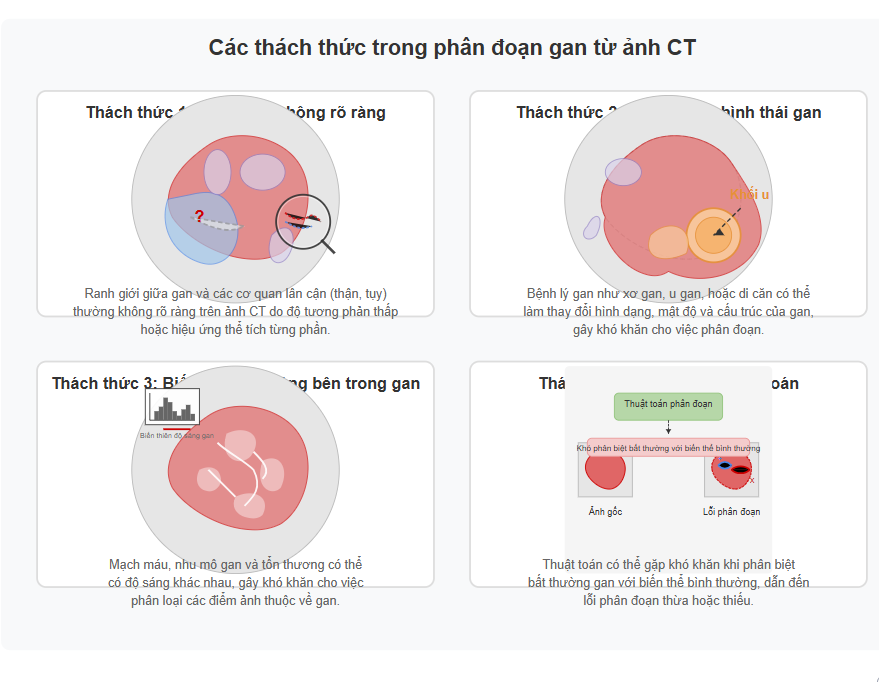 Các thách thức trong phân đoạn gan từ ảnh CT
Thách thức hông rõ ràng
Thách thức hình thái gan
?
Khối u
Ranh giới giữa gan và các cơ quan lân cận (thận, tụy)
thường không rõ ràng trên ảnh CT do độ tương phản thấp
hoặc hiệu ứng thể tích từng phần.
Bệnh lý gan như xơ gan, u gan, hoặc di căn có thể
làm thay đổi hình dạng, mật độ và cấu trúc của gan,
gây khó khăn cho việc phân đoạn.
Thách thức 3: Biế ng bên trong gan
Biến thiên độ sáng gan
Mạch máu, nhu mô gan và tổn thương có thể
có độ sáng khác nhau, gây khó khăn cho việc
phân loại các điểm ảnh thuộc về gan.
Thá oán
Thuật toán phân đoạn
Khó phân biệt bất thường với biến thể bình thường
x
Ảnh gốc
Lỗi phân đoạn
Thuật toán có thể gặp khó khăn khi phân biệt
bất thường gan với biến thể bình thường, dẫn đến
lỗi phân đoạn thừa hoặc thiếu.